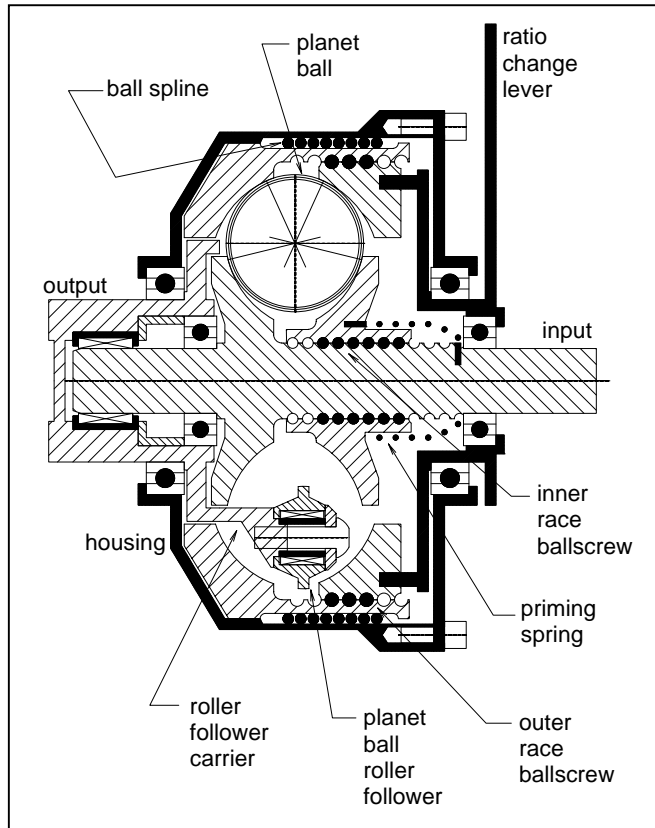 planet
ball
ball spline
ratio
change
lever
output
input
housing
inner
race
ballscrew
priming
spring
roller
follower
carrier
planet
ball
roller
follower
outer
race
ballscrew